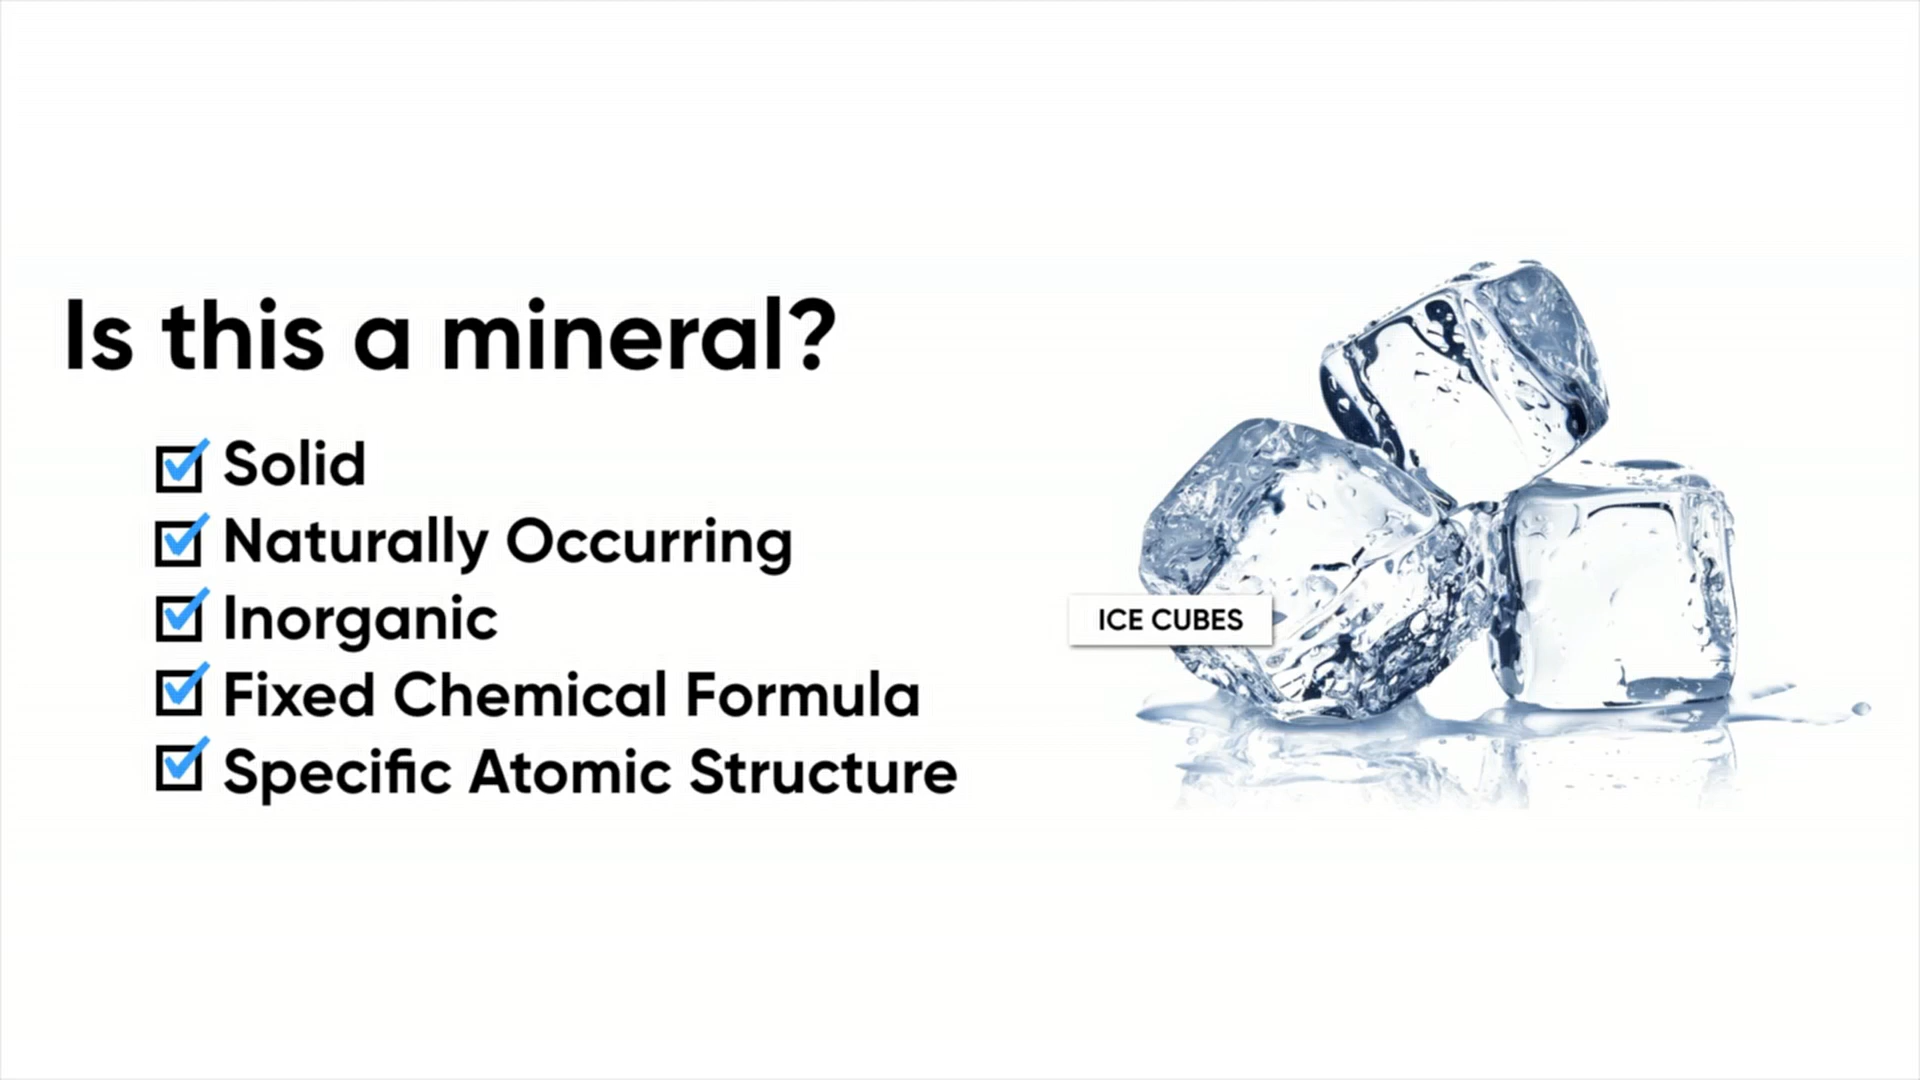 Is this a mineral?
Solid
Naturally Occurring
Inorganic
Fixed Chemical Formula
Specific Atomic Structure
ICE CUBES